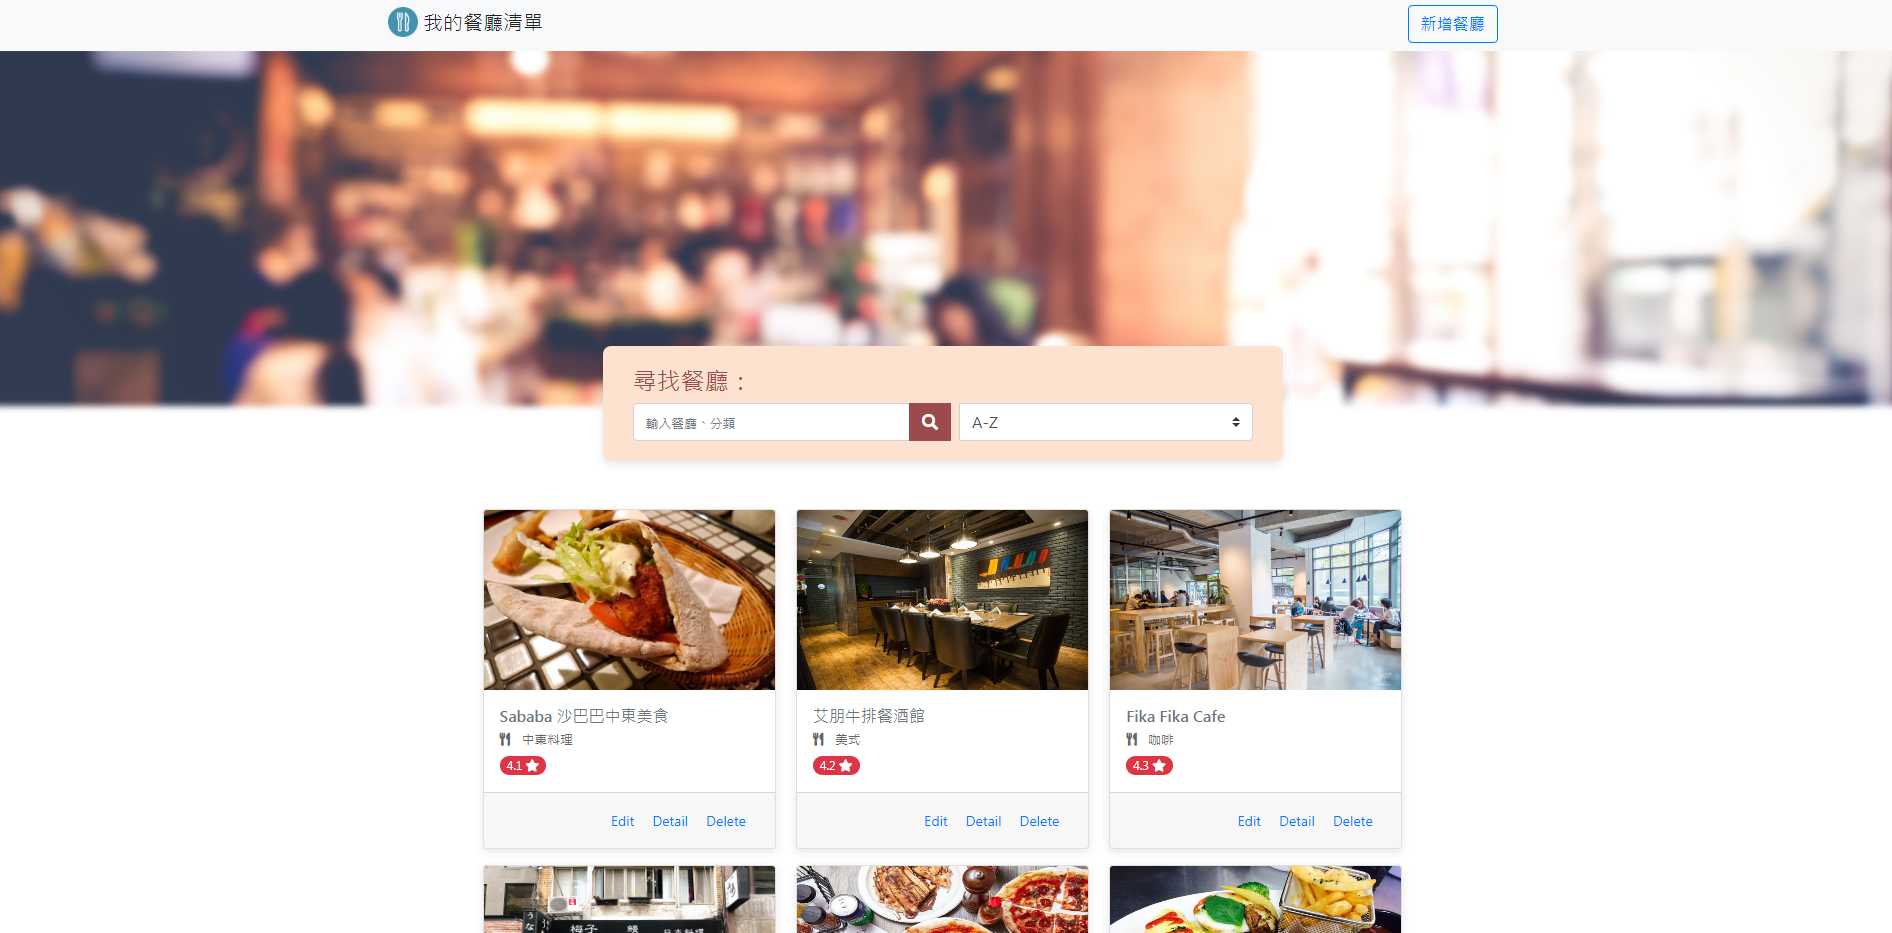 我的餐廳清單
新增餐廳
尋找餐廳：
輸入餐廳、分類
A-Z
Sababa 沙巴巴中東美食
中東料理
4.1
Edit Detail Delete
艾朋牛排餐酒館
美式
4.2
Edit Detail Delete
Fika Fika Cafe
咖啡
4.3
Edit Detail Delete
梅子 鰻